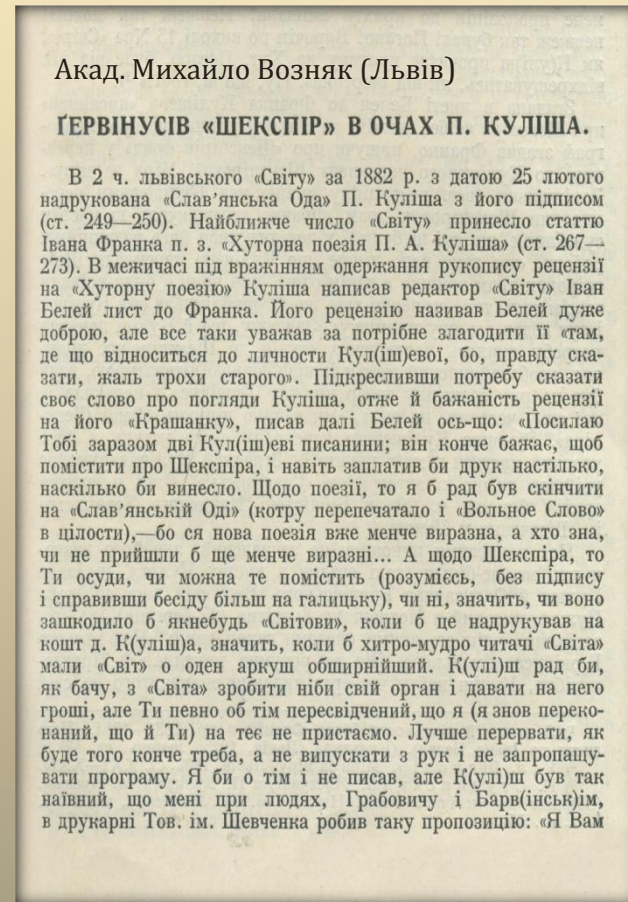 Акад. Михайло Возняк (Львів)
ҐЕРВІНУСІВ «ШЕКСПІР» В ОЧАХ П. КУЛІША.
В 2 ч. львівського «Світу» за 1882 р. з датою 25 лютого
надрукована «Слав’янська Ода» П. Куліша з його підписом
(ст. 249—250). Найближче число «Світу» принесло статтю
Івана Франка п. з. «Хуторна поезія П. А. Куліша» (ст. 267—
273). В межичасі під вражінням одержання рукопису рецензії
на «Хуторну поезію» Куліша написав редактор «Світу» Іван
Белей лист до Франка. Його рецензію називав Белей дуже
доброю, але все таки уважав за потрібне злагодити її «там,
де що відноситься до личности Кул(іш)евої, бо, правду ска-
зати, жаль трохи старого». Підкресливши потребу сказати
своє слово про погляди Куліша, отже й бажаність рецензії
на його «Крашанку», писав далі Белей ось-що: «Посилаю
Тобі заразом дві Кул(іш)еві писанини; він конче бажає, щоб
помістити про Шекспіра, і навіть заплатив би друк настілько,
наскілько би винесло. Щодо поезії, то я б рад був скінчити
на «Слав’янській Оді» (котру перепечатало і «Вольное Слово»
в цілости),—бо ся нова поезія вже менче виразна, а хто зна,
чи не прийшли б ще менче виразні... А щодо Шекспіра, то
Ти осуди, чи можна те помістить (розумієсь, без підпису
і справивши бесіду більш на галицьку), чи ні, значить, чи воно
зашкодило б якнебудь «Світови», коли б це надрукував на
кошт д. К(уліш)а, значить, коли б хитро-мудро читачі «Світа»
мали «Світ» о оден аркуш обширнійший. К(улі)ш рад би,
як бачу, з «Світа» зробити ніби свій орган і давати на него
гроші, але Ти певно об тім пересвідчений, що я (я знов переко-
наний, що й Ти) на теє не пристаємо. Лучше перервати, як
буде того конче треба, а не випускати з рук і не запропащу-
вати програму. Я би о тім і не писав, але К(улі)ш був так
наївний, що мені при людях, Грабовичу і Барв(інськ)ім,
в друкарні Тов. ім. Шевченка робив таку пропозицію: «Я Вам